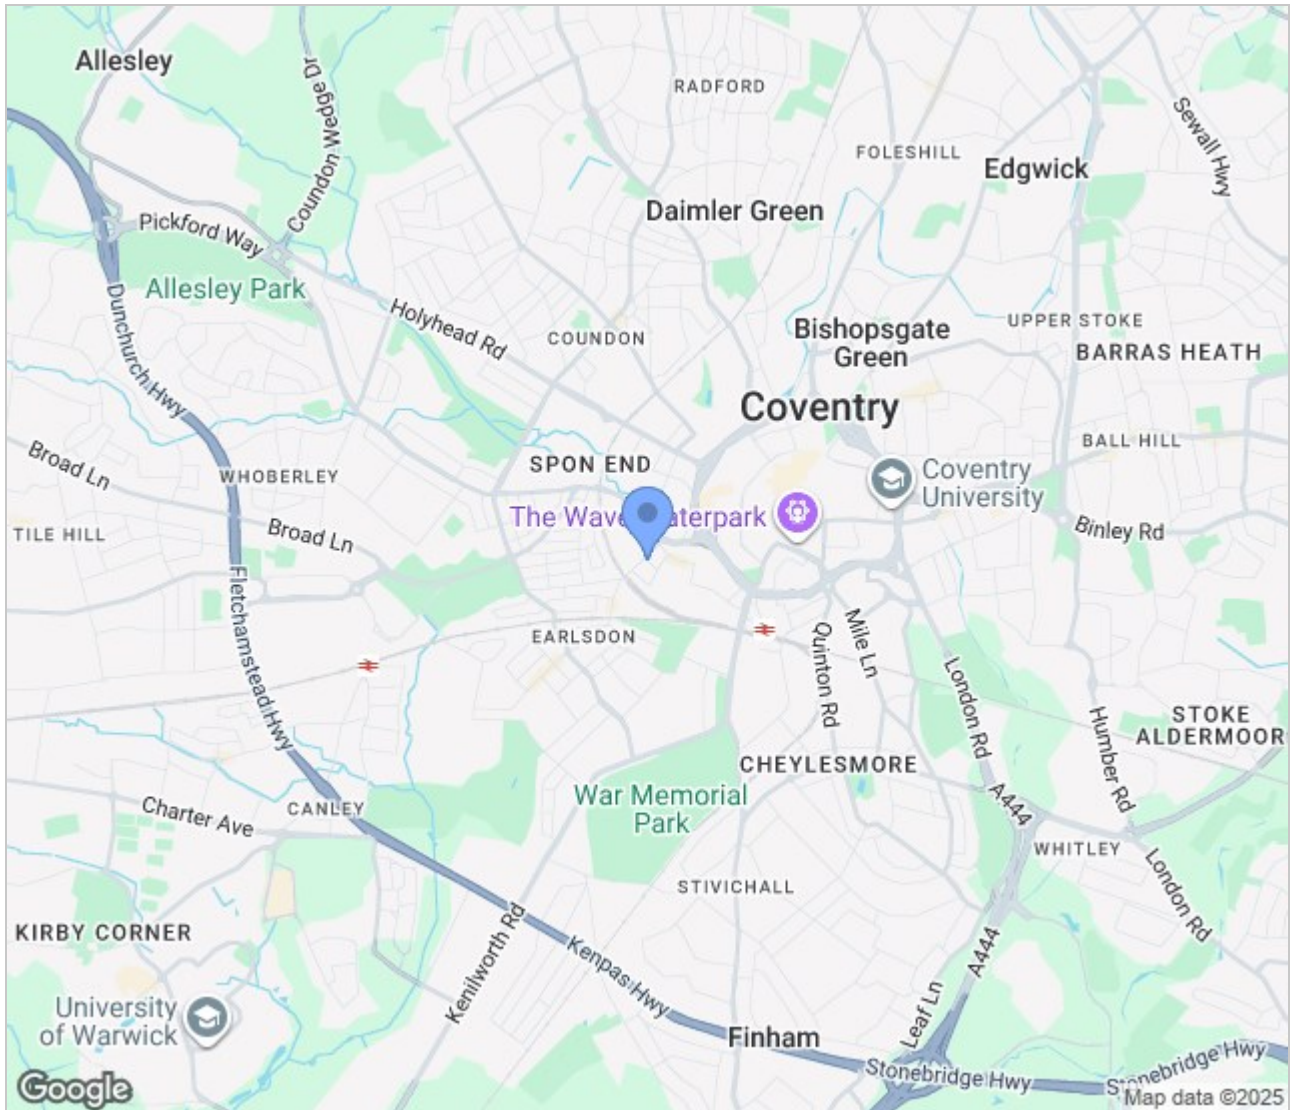 Allesley
Coundon Wedge Dr
RADFORD
Sewall Hwy
FOLESHILL
Edgwick
Daimler Green
Pickford Way
Allesley Park
Dunchurch Hwy
Holyhead Rd
COUNDON
Bishopsgate
Green
UPPER STOKE
BARRAS HEATH
Coventry
BALL HILL
Broad Ln
WHOBERLEY
SPON END
Coventry
University
The Wave Waterpark
Binley Rd
TILE HILL
Broad Ln
Fletchamstead Hwy
EARLSDON
Mile Ln
Quinton Rd
London Rd
Humber Rd
STOKE
ALDERMOOR
CHEYLESMORE
War Memorial
Park
A444
Charter Ave
CANLEY
WHITLEY
London Rd
STIVICHALL
KIRBY CORNER
Kenilworth Rd
Kenpas Hwy
A444
University
of Warwick
Leaf Ln
Finham
Stonebridge Hwy
Stonebridge Hwy
Google
Map data ©2025